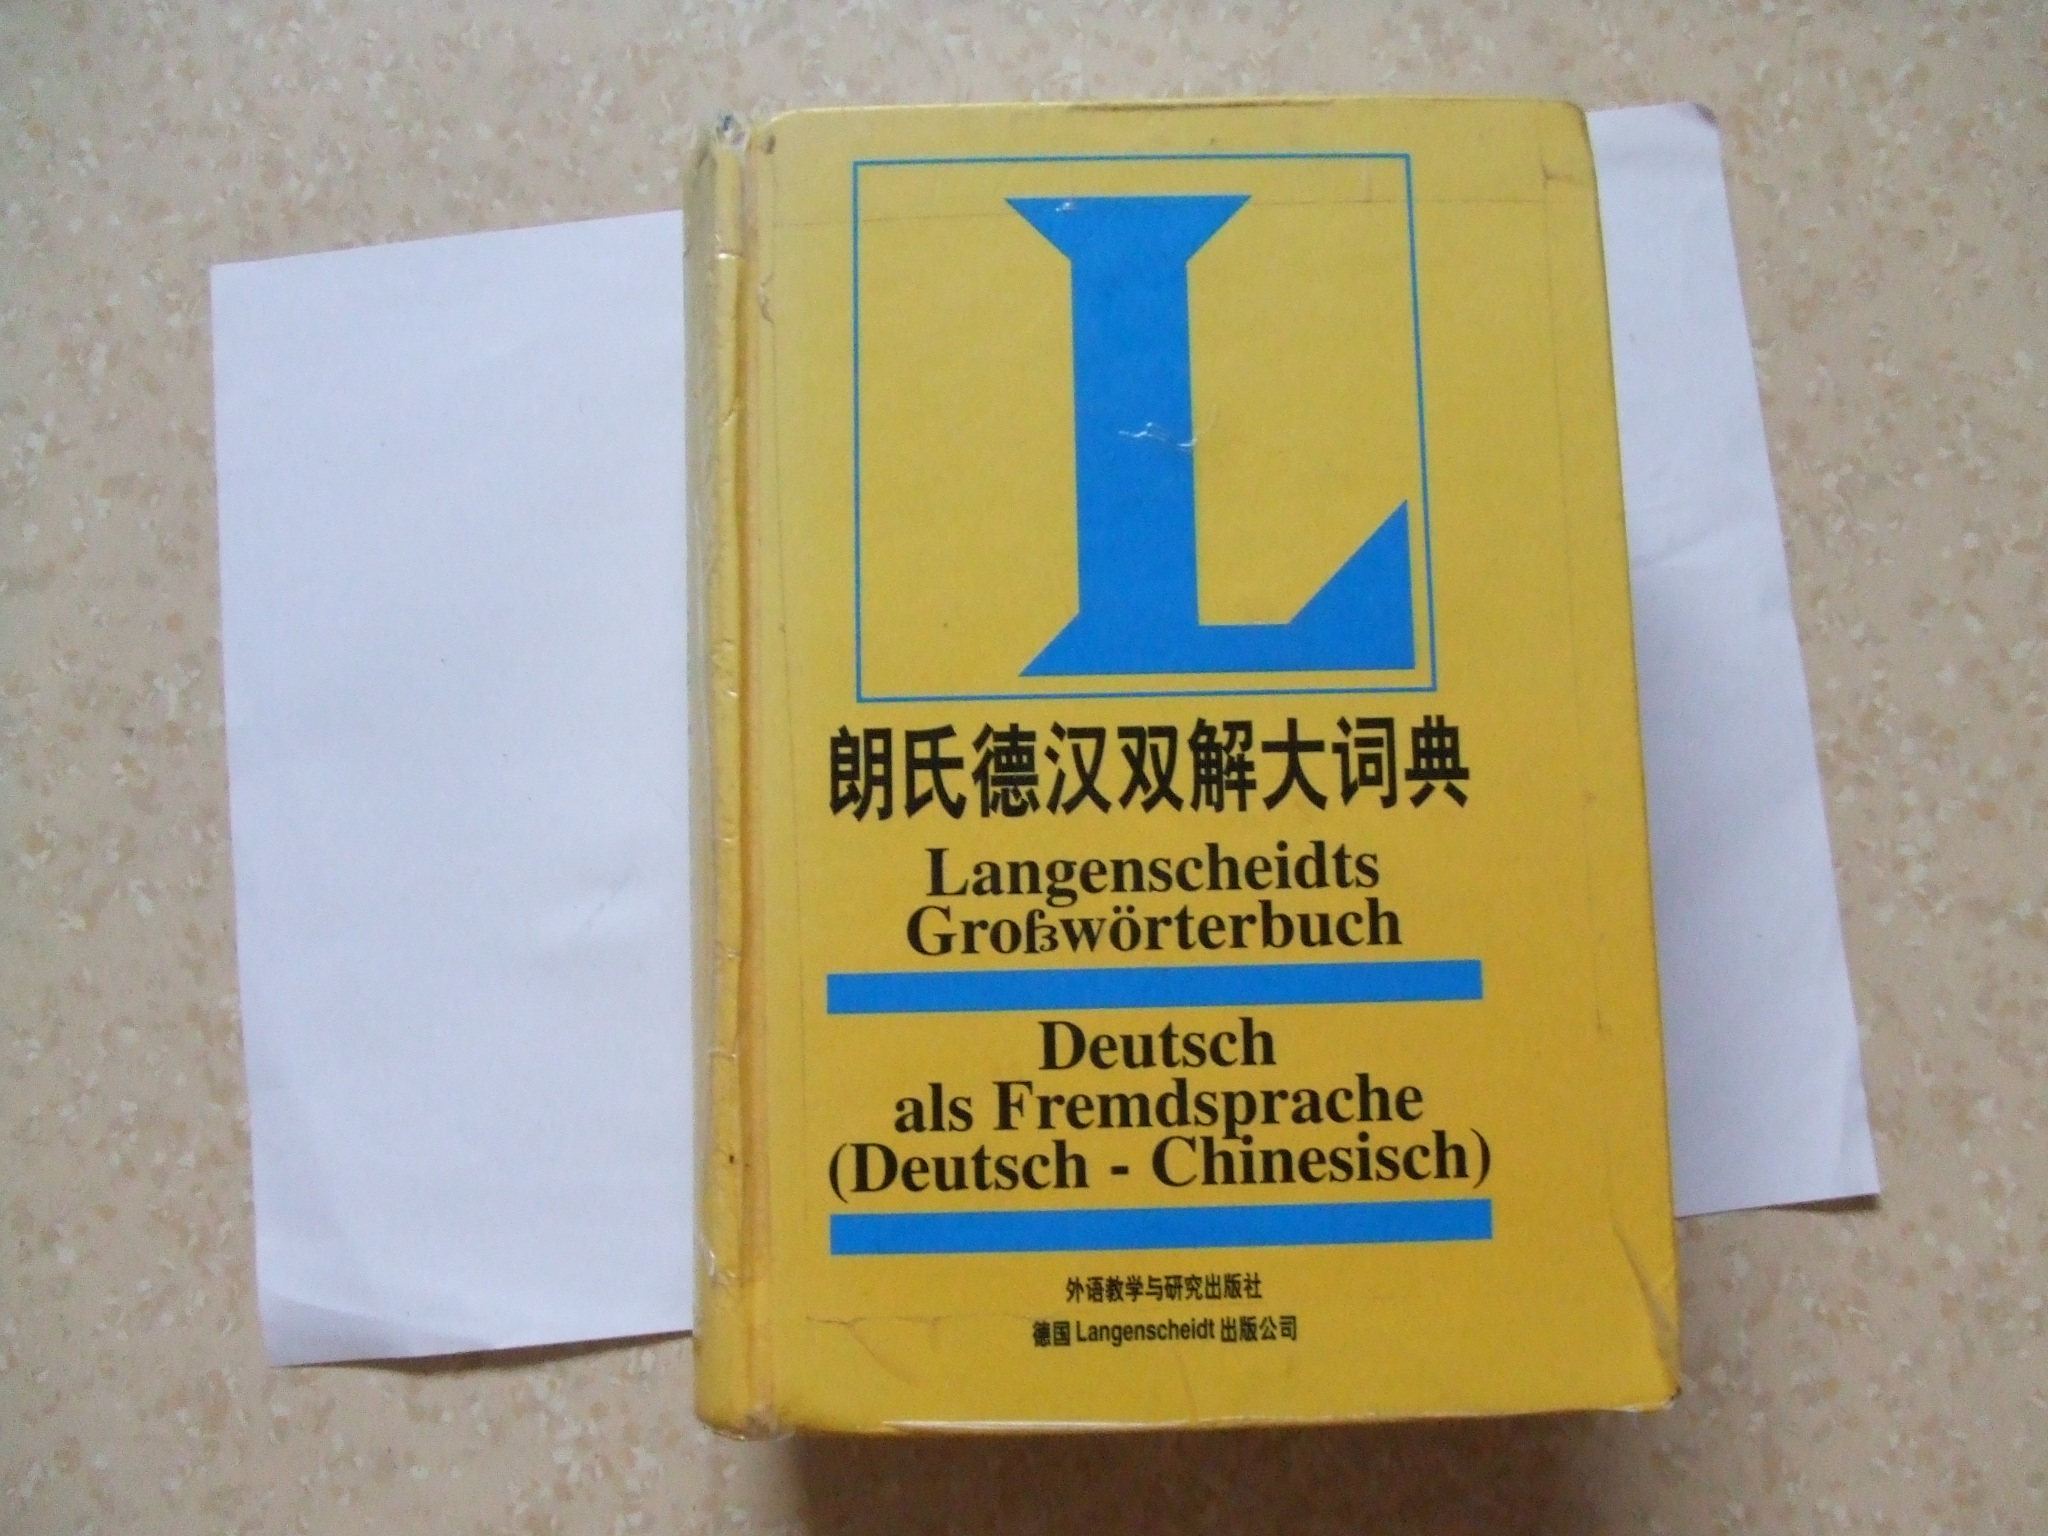 L
朗氏德汉双解大词典
Langenscheidts
Großwörterbuch
Deutsch
als Fremdsprache
(Deutsch - Chinesisch)
外语教学与研究出版社
德国 Langenscheidt 出版公司